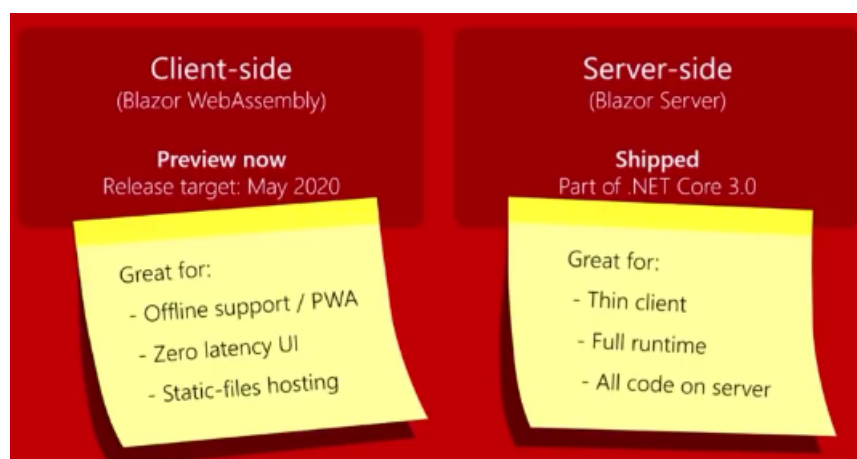 Client-side
(Blazor WebAssembly)
Preview now
Release target: May 2020
Great for:
- Offline support / PWA
- Zero latency UI
- Static-files hosting
Server-side
(Blazor Server)
Shipped
Part of .NET Core 3.0
Great for:
- Thin client
- Full runtime
- All code on server